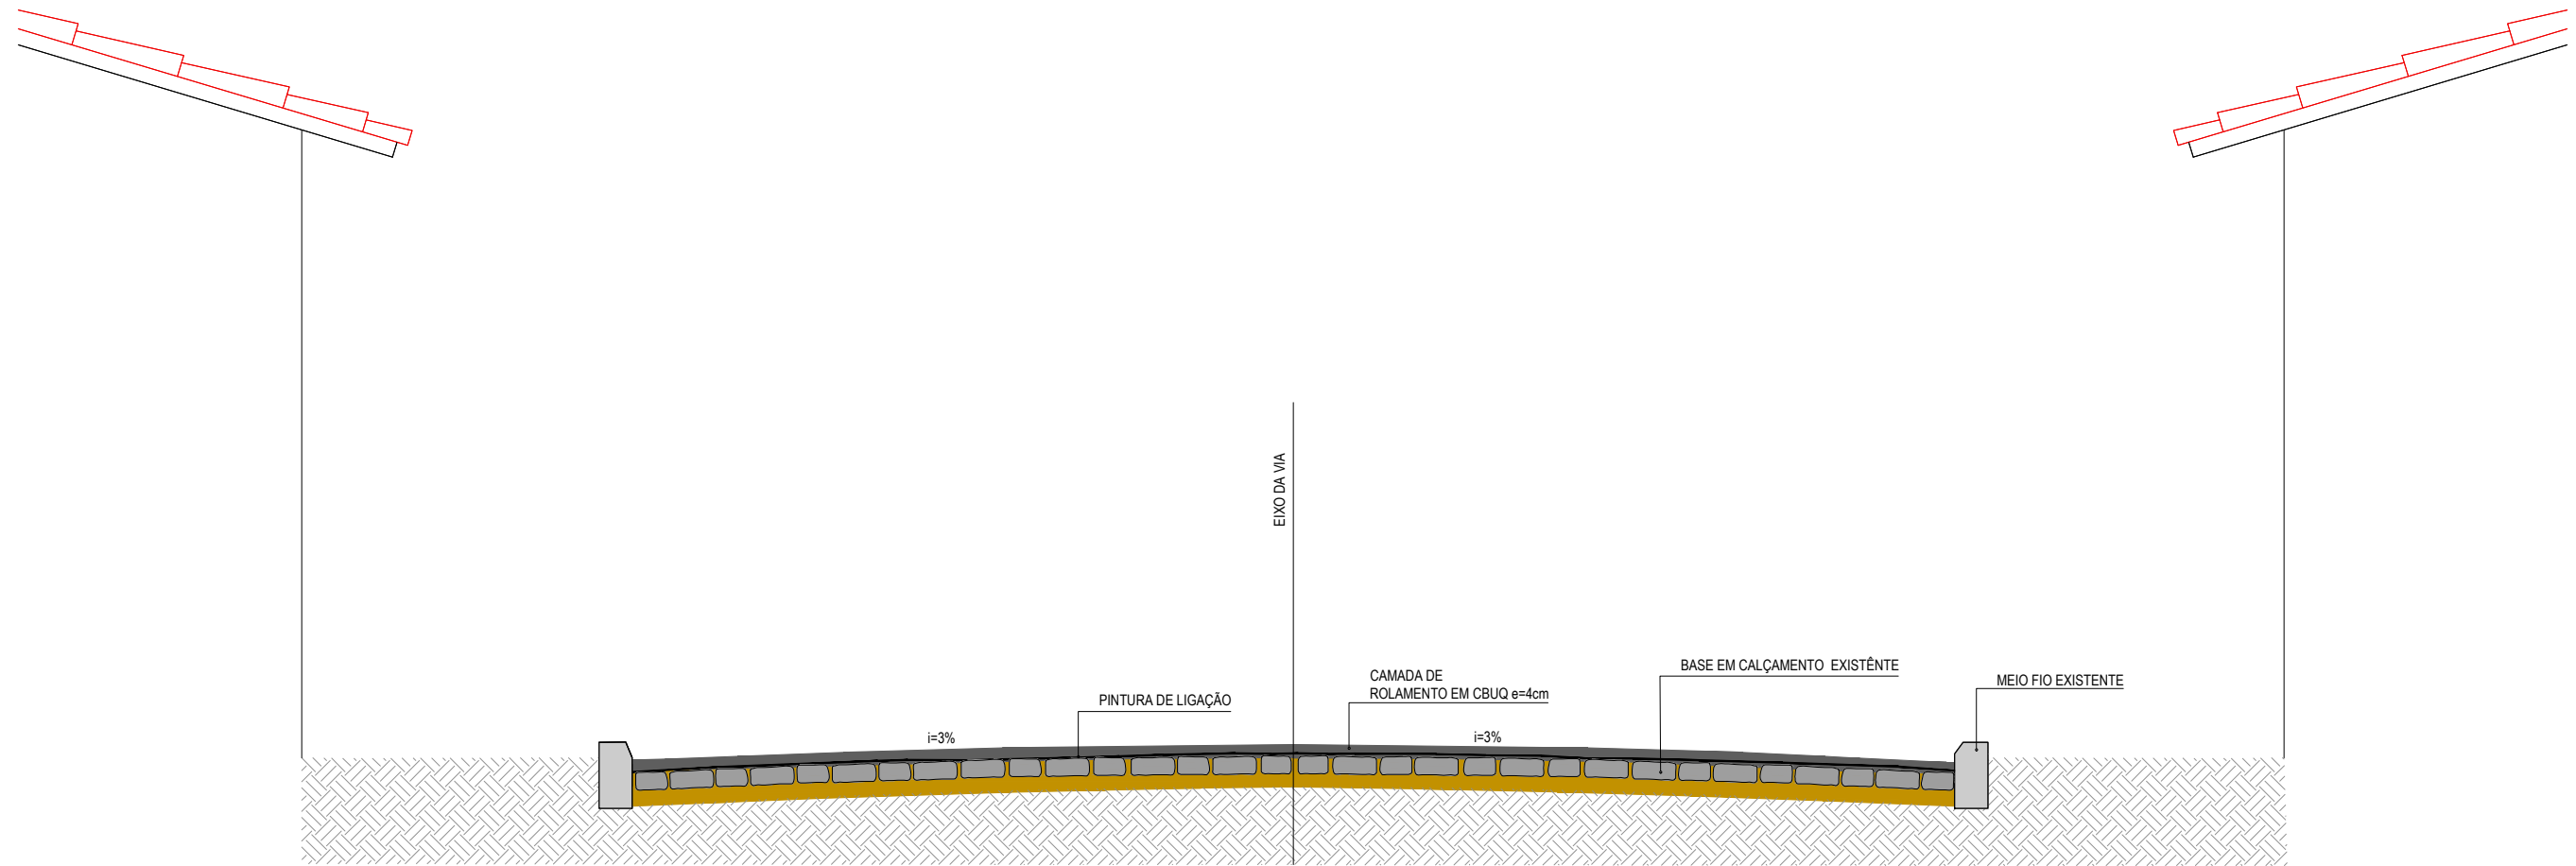 EIXO DA VIA
CAMADA DE
ROLAMENTO EM CBUQ e=4cm
BASE EM CALÇAMENTO  EXISTÊNTE
MEIO FIO EXISTENTE
PINTURA DE LIGAÇÃO
i=3%
i=3%